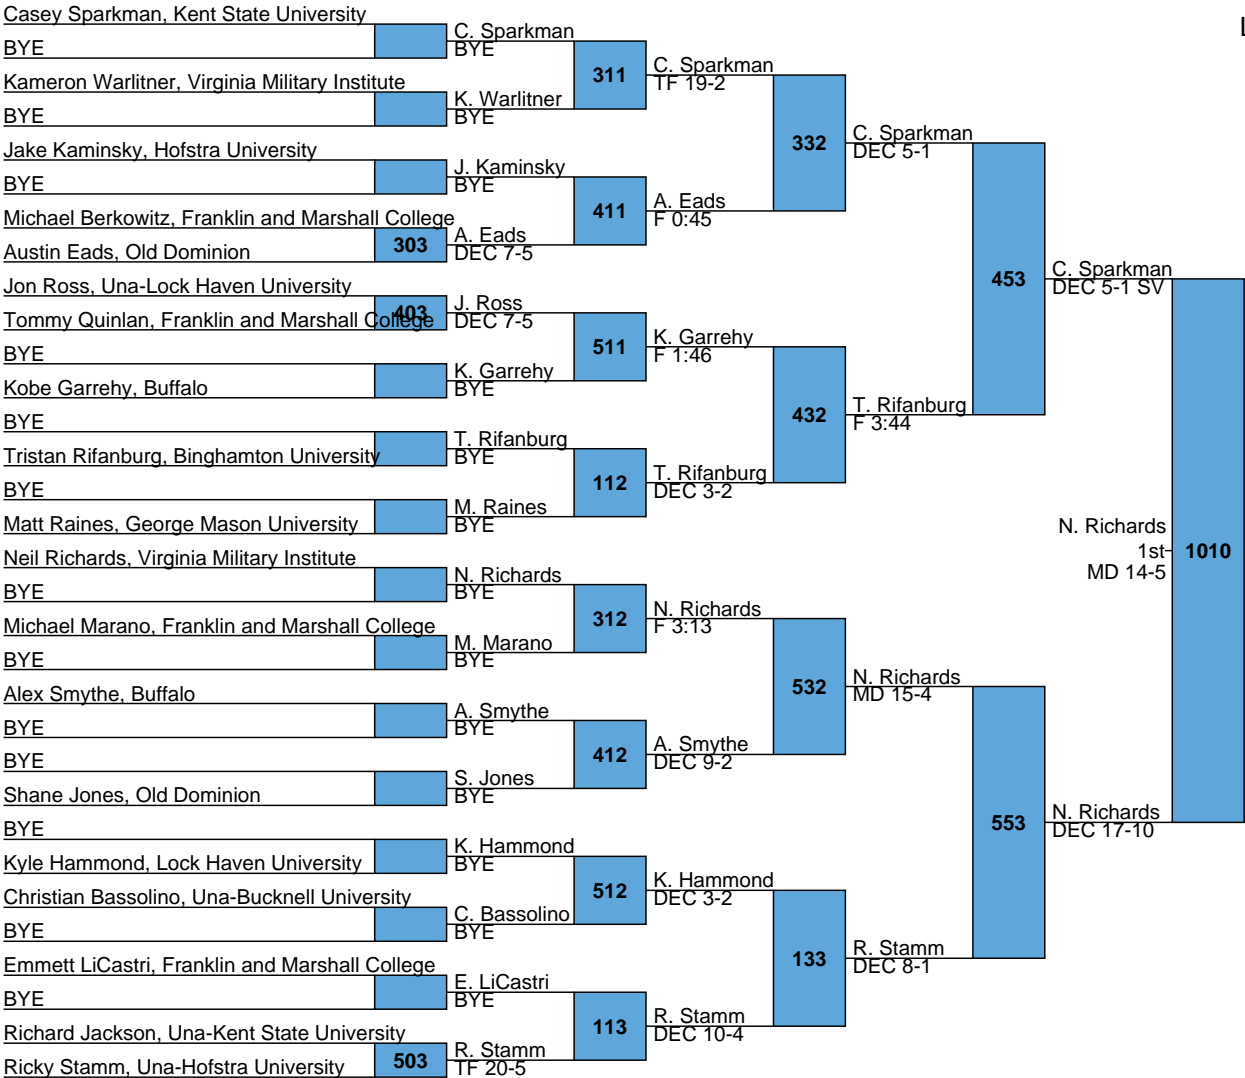 Casey Sparkman, Kent State University
L
BYE
C. Sparkman
BYE
311
C. Sparkman
TF 19-2
Kameron Warlitner, Virginia Military Institute
BYE
K. Warlitner
BYE
332
C. Sparkman
DEC 5-1
Jake Kaminsky, Hofstra University
BYE
J. Kaminsky
BYE
411
A. Eads
F 0:45
Michael Berkowitz, Franklin and Marshall College
303
A. Eads
DEC 7-5
Austin Eads, Old Dominion
453
C. Sparkman
DEC 5-1 SV
Jon Ross, Una-Lock Haven University
403
J. Ross
DEC 7-5
Tommy Quinlan, Franklin and Marshall College
511
K. Garrehy
F 1:46
BYE
K. Garrehy
BYE
Kobe Garrehy, Buffalo
432
T. Rifanburg
F 3:44
BYE
T. Rifanburg
BYE
Tristan Rifanburg, Binghamton University
112
T. Rifanburg
DEC 3-2
BYE
M. Raines
BYE
Matt Raines, George Mason University
N. Richards
1st
MD 14-5
1010
Neil Richards, Virginia Military Institute
BYE
N. Richards
BYE
312
N. Richards
F 3:13
Michael Marano, Franklin and Marshall College
BYE
M. Marano
BYE
532
N. Richards
MD 15-4
Alex Smythe, Buffalo
BYE
A. Smythe
BYE
412
A. Smythe
DEC 9-2
BYE
S. Jones
BYE
Shane Jones, Old Dominion
553
N. Richards
DEC 17-10
BYE
K. Hammond
BYE
Kyle Hammond, Lock Haven University
512
K. Hammond
DEC 3-2
Christian Bassolino, Una-Bucknell University
BYE
C. Bassolino
BYE
133
R. Stamm
DEC 8-1
Emmett LiCastri, Franklin and Marshall College
BYE
E. LiCastri
BYE
113
R. Stamm
DEC 10-4
Richard Jackson, Una-Kent State University
503
R. Stamm
TF 20-5
Ricky Stamm, Una-Hofstra University